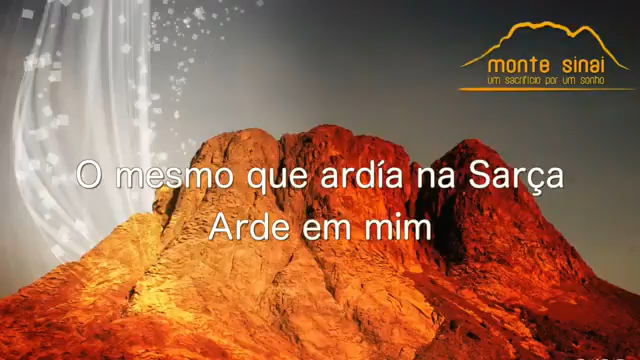 monte sinai
um sacrifício por um sonho
O mesmo que ardía na Sarça
Arde em mim